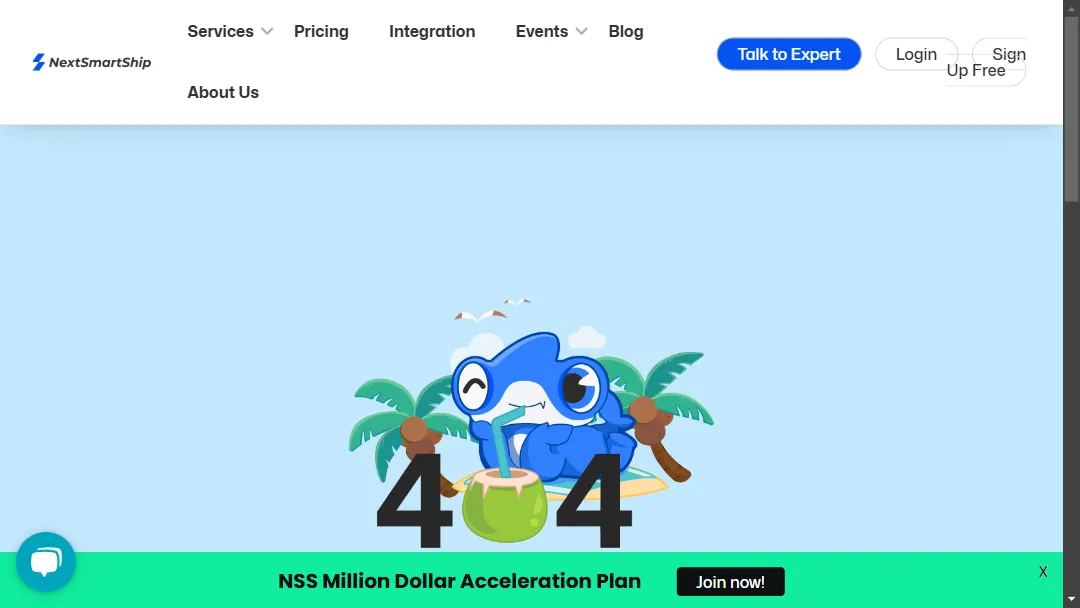 Services Pricing Integration Events Blog
NextSmartShip
Talk to Expert Login Sign
Up Free
About Us
4 4
NSS Million Dollar Acceleration Plan Join now! X